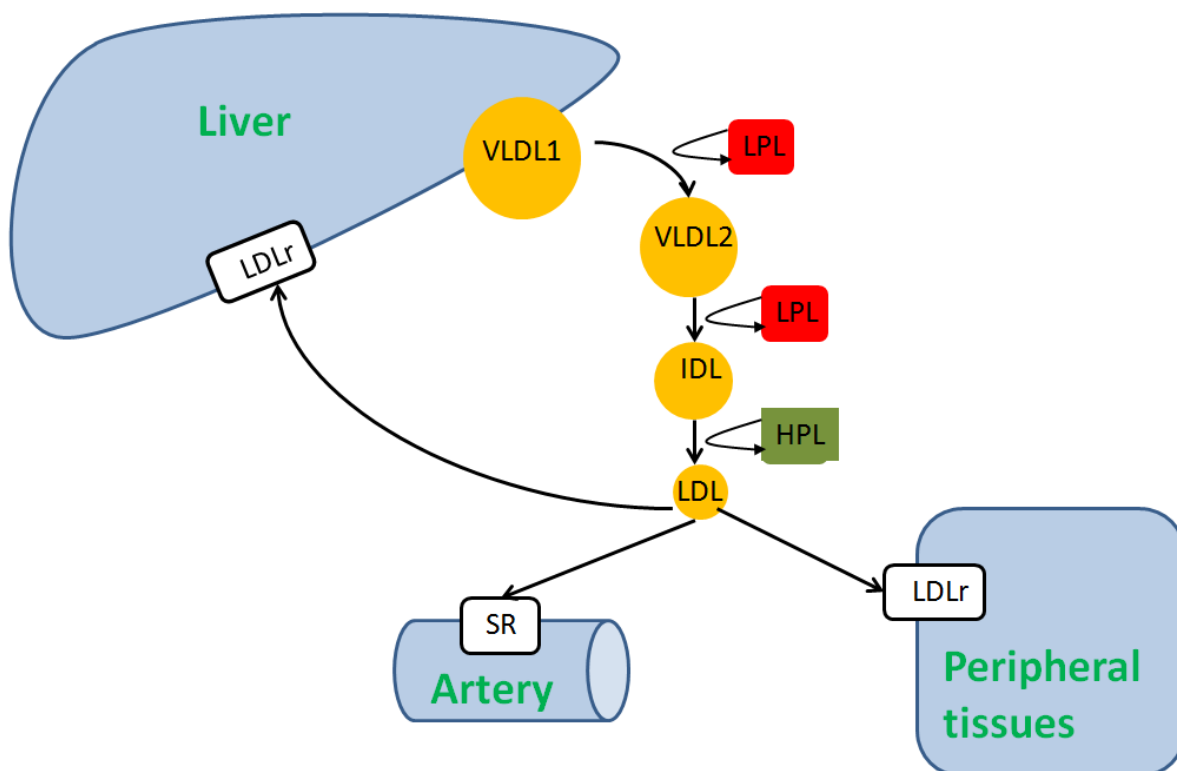 Liver
VLDL1
LPL
VLDL2
LDLr
LPL
IDL
HPL
LDL
LDLr
SR
Artery
Peripheral
tissues